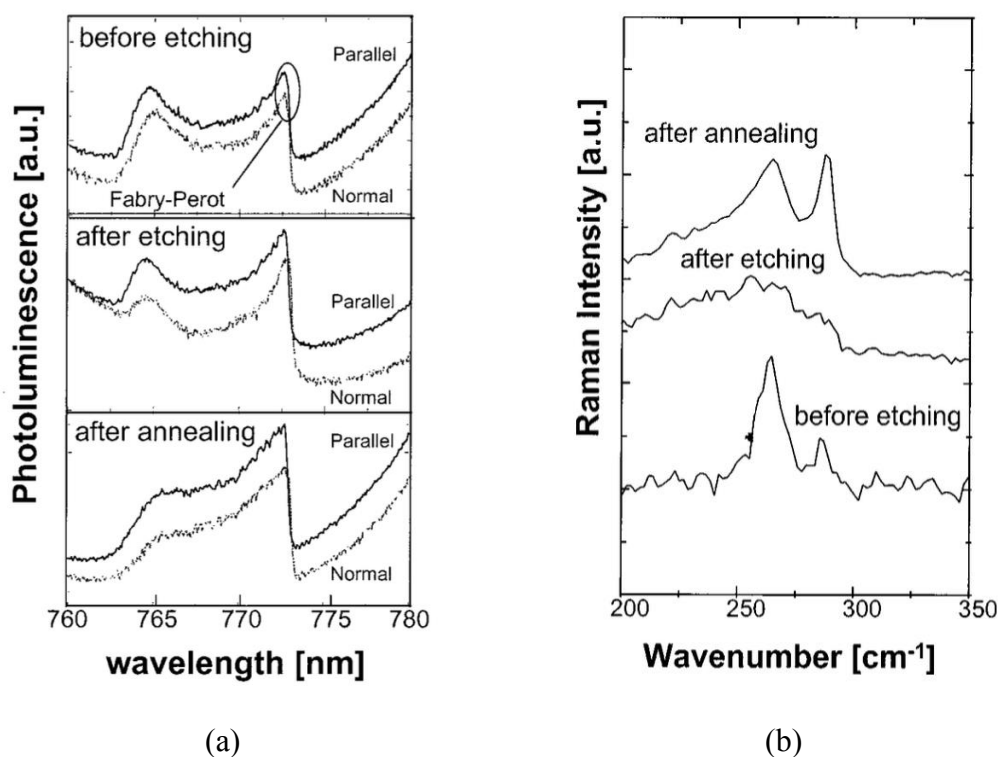 before etching
Parallel
Fabry-Perot
Normal
after etching
Parallel
Normal
after annealing
Parallel
Normal
760 765 770 775 780
wavelength [nm]
Photoluminescence [a.u.]
(a)
after annealing
after etching
before etching
200 250 300 350
Wavenumber [cm-1]
Raman Intensity [a.u.]
(b)